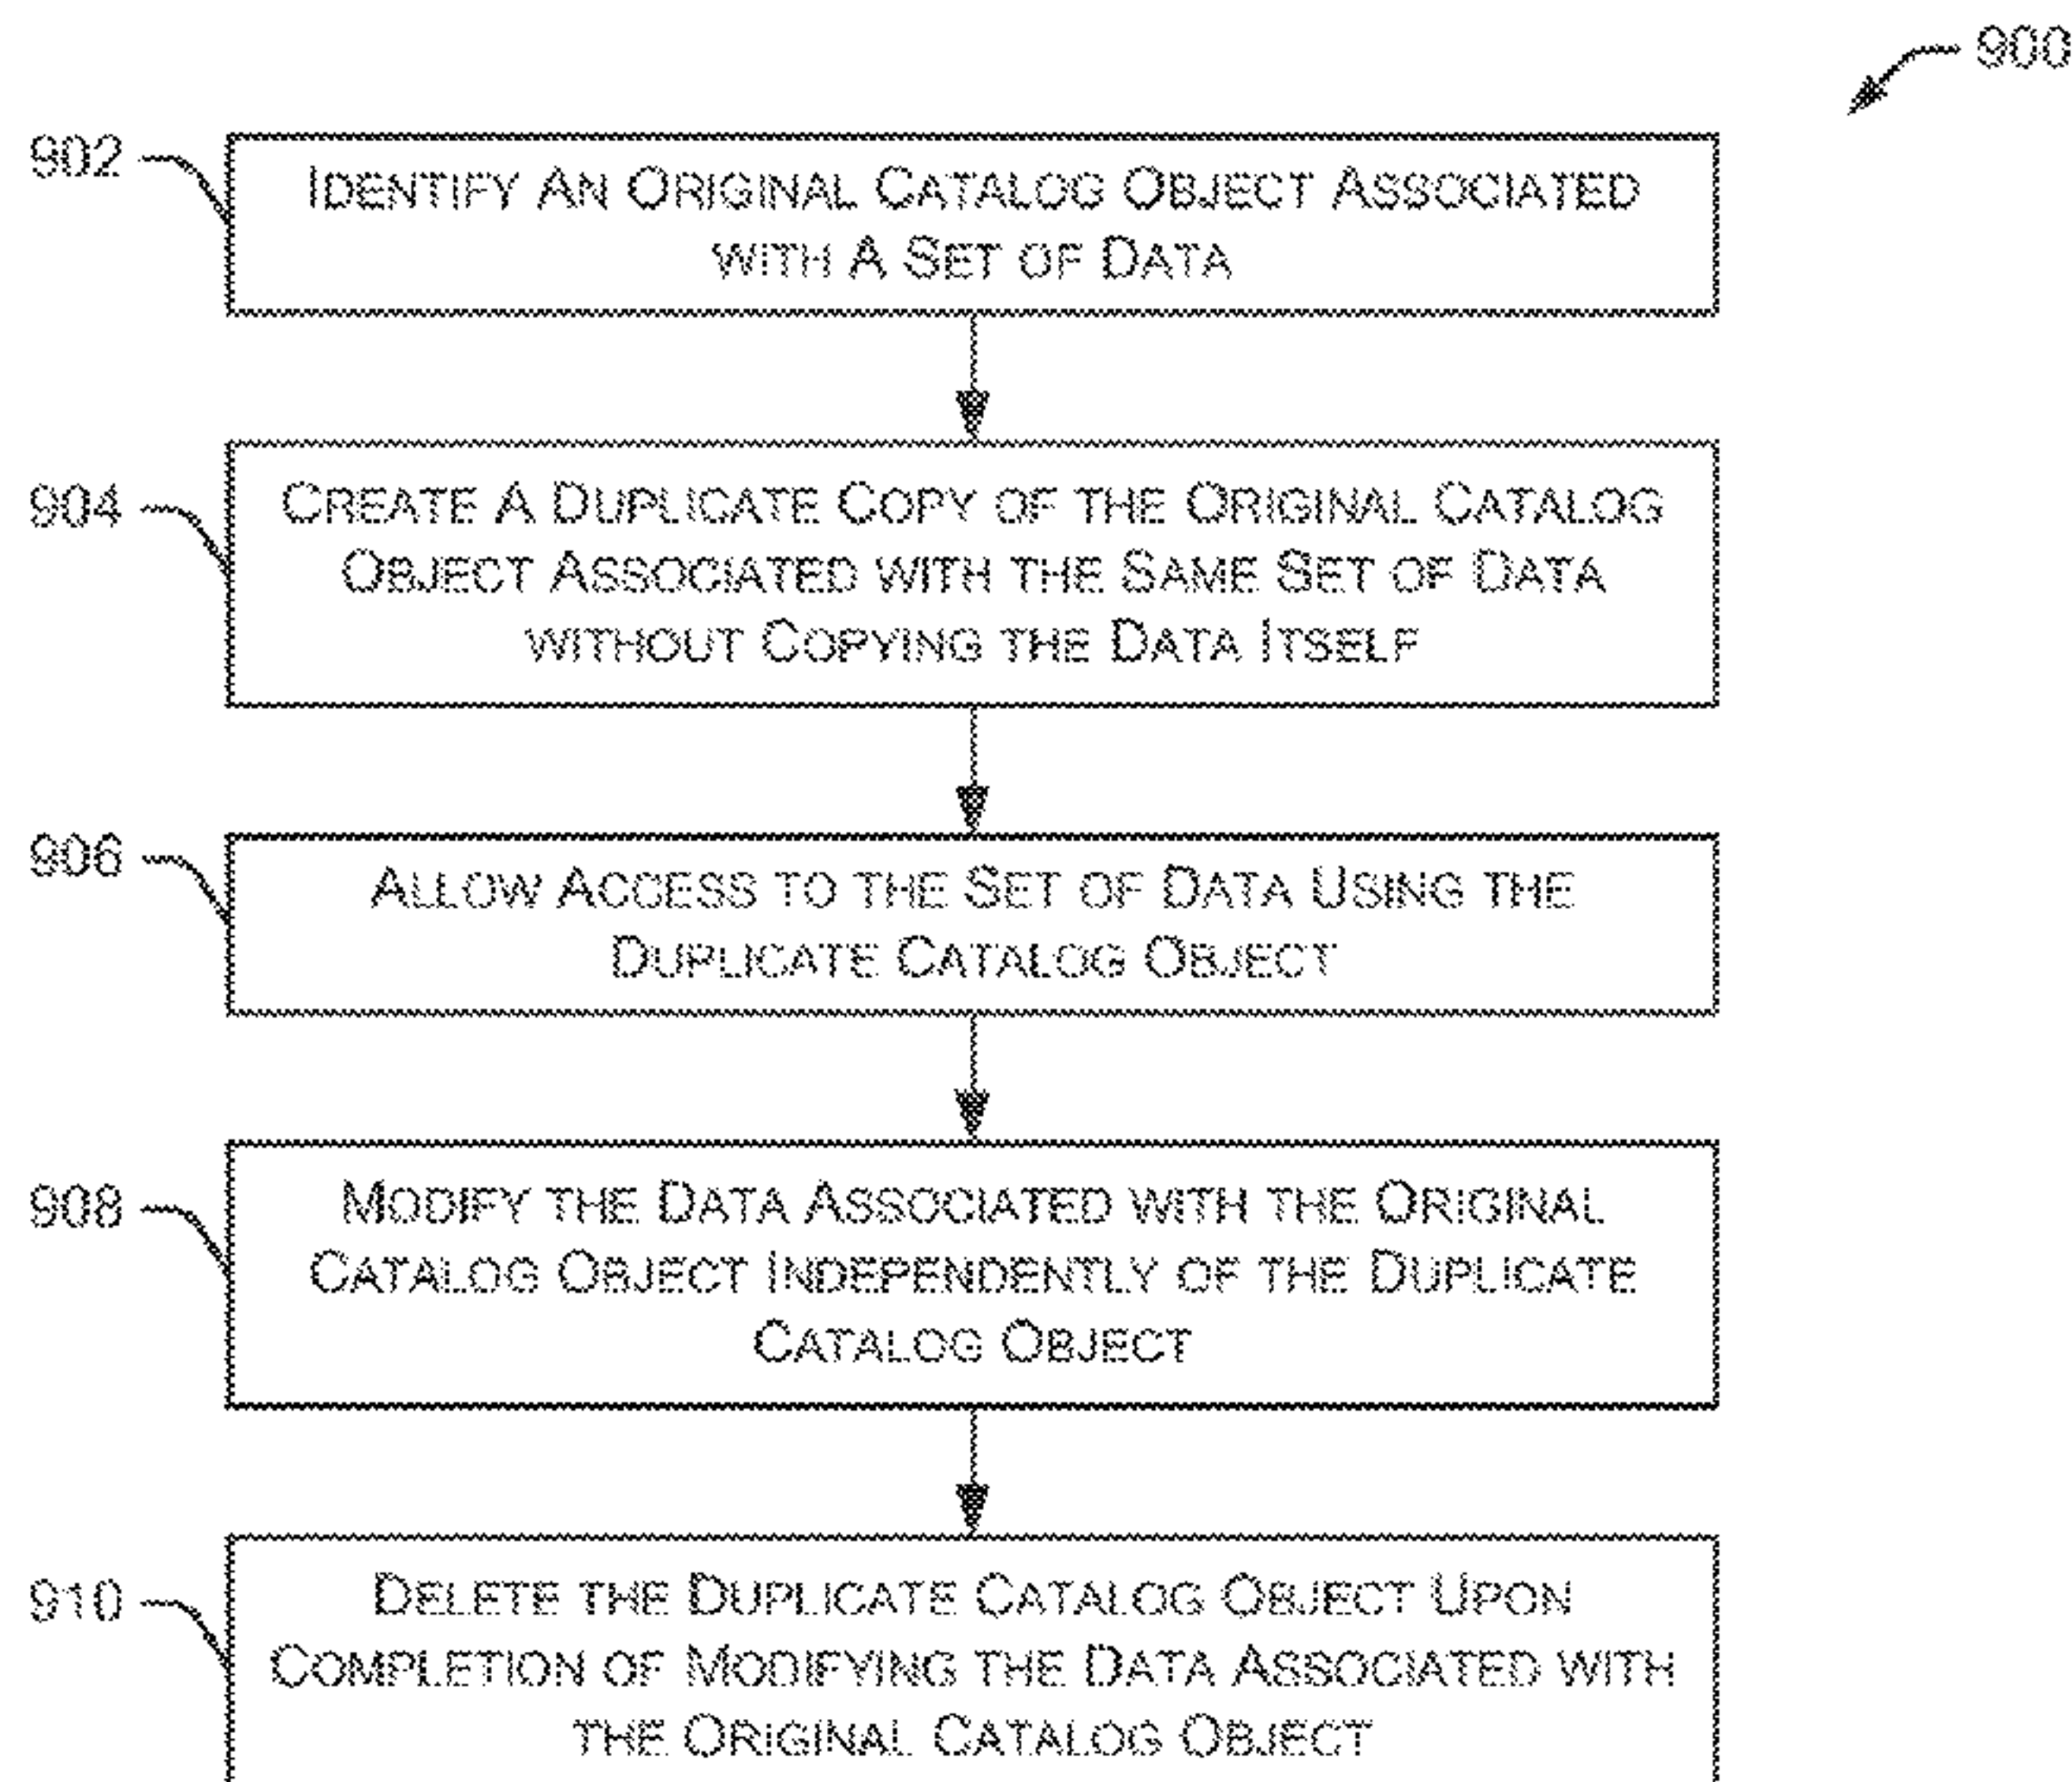 900
902
IDENTIFY AN ORIGINAL CATALOG OBJECT ASSOCIATED
WITH A SET OF DATA
904
CREATE A DUPLICATE COPY OF THE ORIGINAL CATALOG
OBJECT ASSOCIATED WITH THE SAME SET OF DATA
WITHOUT COPYING THE DATA ITSELF
906
ALLOW ACCESS TO THE SET OF DATA USING THE
DUPLICATE CATALOG OBJECT
908
MODIFY THE DATA ASSOCIATED WITH THE ORIGINAL
CATALOG OBJECT INDEPENDENTLY OF THE DUPLICATE
CATALOG OBJECT
910
DELETE THE DUPLICATE CATALOG OBJECT UPON
COMPLETION OF MODIFYING THE DATA ASSOCIATED WITH
THE ORIGINAL CATALOG OBJECT